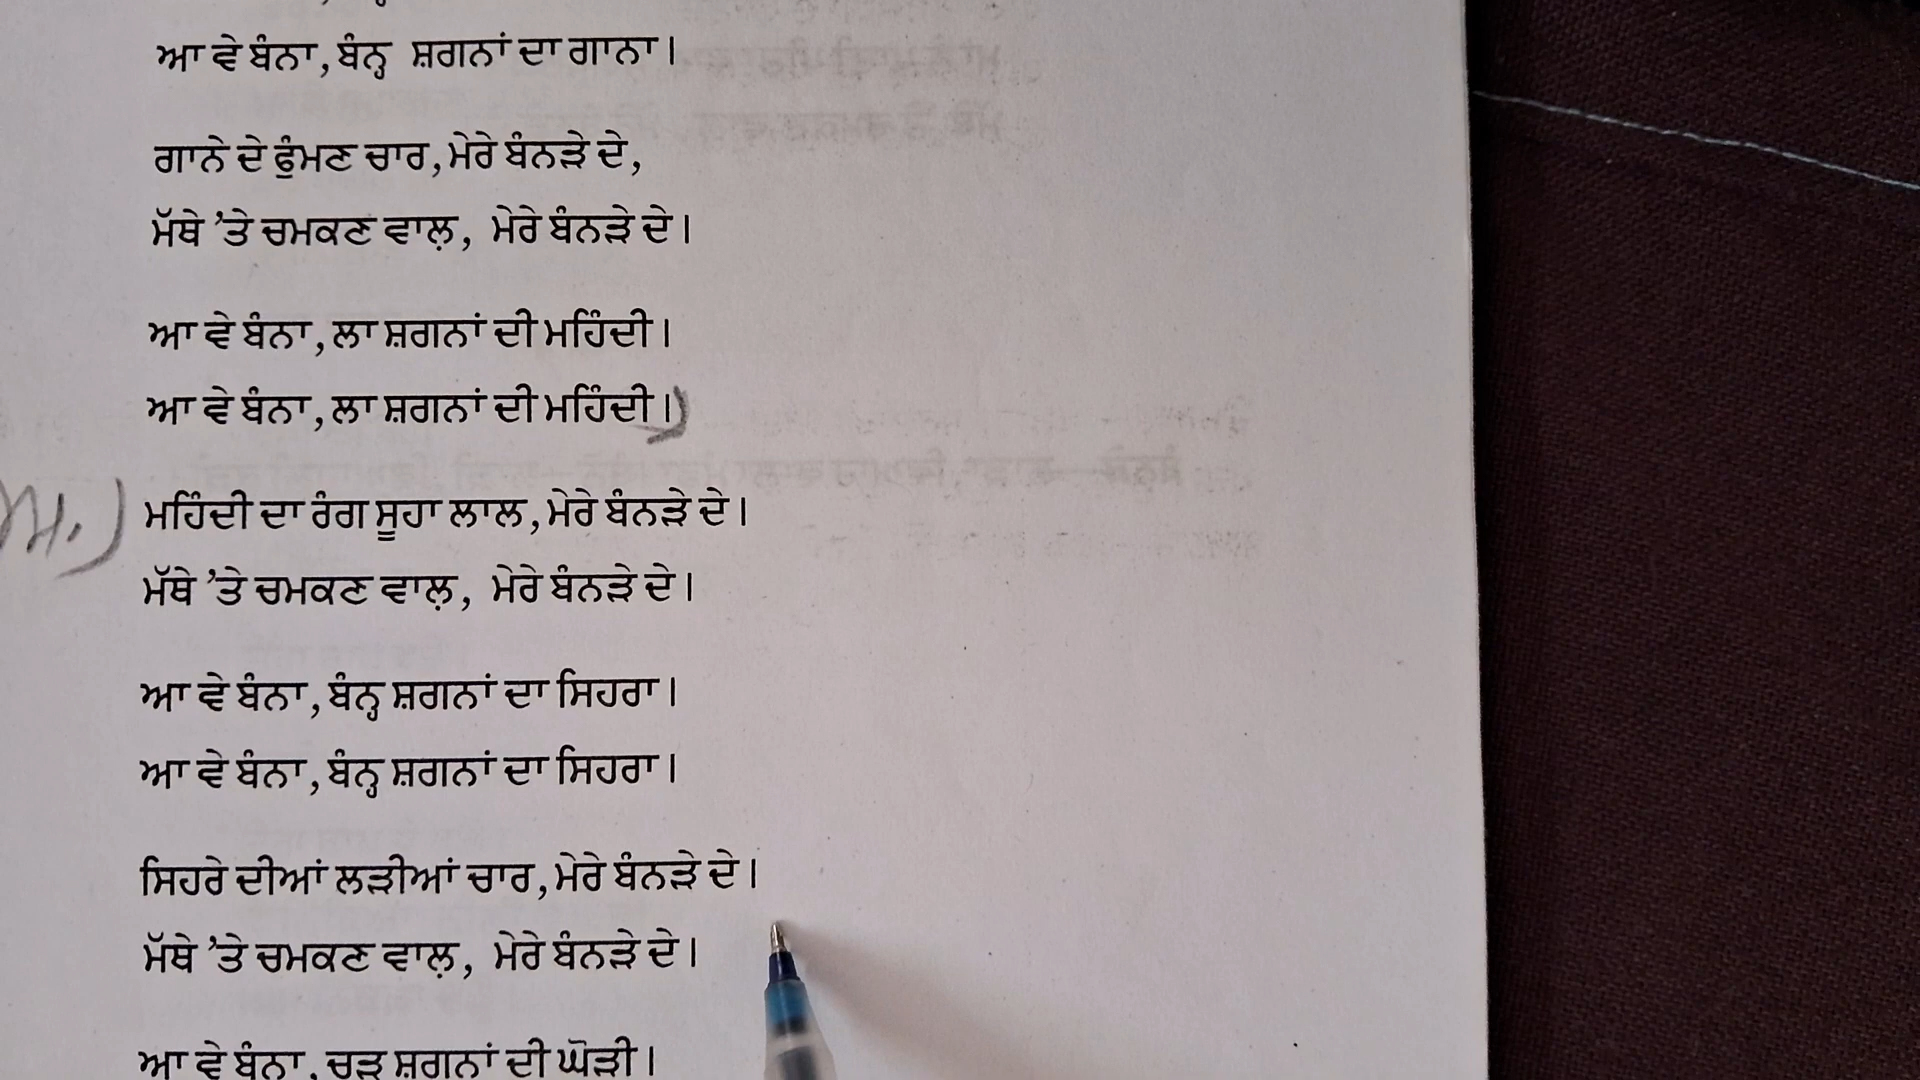 ਆ ਵੇ ਬੰਨਾ, ਬੰਨ੍ਹ ਸ਼ਗਨਾਂ ਦਾ ਗਾਨਾ।
ਗਾਨੇ ਦੇ ਫੁੰਮਣ ਚਾਰ, ਮੇਰੇ ਬੰਨੜੇ ਦੇ,
ਮੱਥੇ ’ਤੇ ਚਮਕਣ ਵਾਲ਼, ਮੇਰੇ ਬੰਨੜੇ ਦੇ।
ਆ ਵੇ ਬੰਨਾ, ਲਾ ਸ਼ਗਨਾਂ ਦੀ ਮਹਿੰਦੀ।
ਆ ਵੇ ਬੰਨਾ, ਲਾ ਸ਼ਗਨਾਂ ਦੀ ਮਹਿੰਦੀ।
ਮਹਿੰਦੀ ਦਾ ਰੰਗ ਸੂਹਾ ਲਾਲ, ਮੇਰੇ ਬੰਨੜੇ ਦੇ।
ਮੱਥੇ ’ਤੇ ਚਮਕਣ ਵਾਲ਼, ਮੇਰੇ ਬੰਨੜੇ ਦੇ।
ਆ ਵੇ ਬੰਨਾ, ਬੰਨ੍ਹ ਸ਼ਗਨਾਂ ਦਾ ਸਿਹਰਾ।
ਆ ਵੇ ਬੰਨਾ, ਬੰਨ੍ਹ ਸ਼ਗਨਾਂ ਦਾ ਸਿਹਰਾ।
ਸਿਹਰੇ ਦੀਆਂ ਲੜੀਆਂ ਚਾਰ, ਮੇਰੇ ਬੰਨੜੇ ਦੇ।
ਮੱਥੇ ’ਤੇ ਚਮਕਣ ਵਾਲ਼, ਮੇਰੇ ਬੰਨੜੇ ਦੇ।
ਆ ਵੇ ਬੰਨਾ, ਚੜ ਸ਼ਗਨਾਂ ਦੀ ਘੋੜੀ।